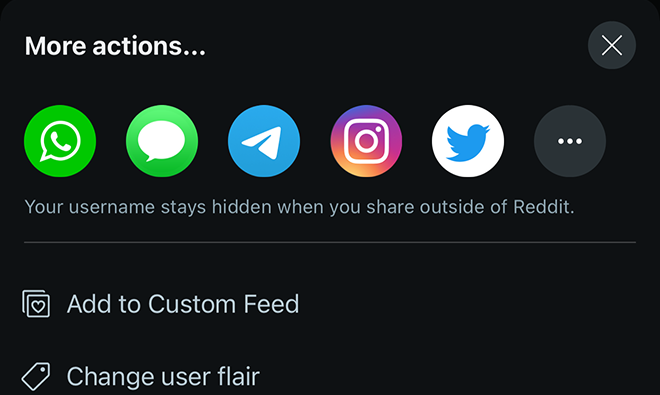 More actions...
Your username stays hidden when you share outside of Reddit.
Add to Custom Feed
Change user flair